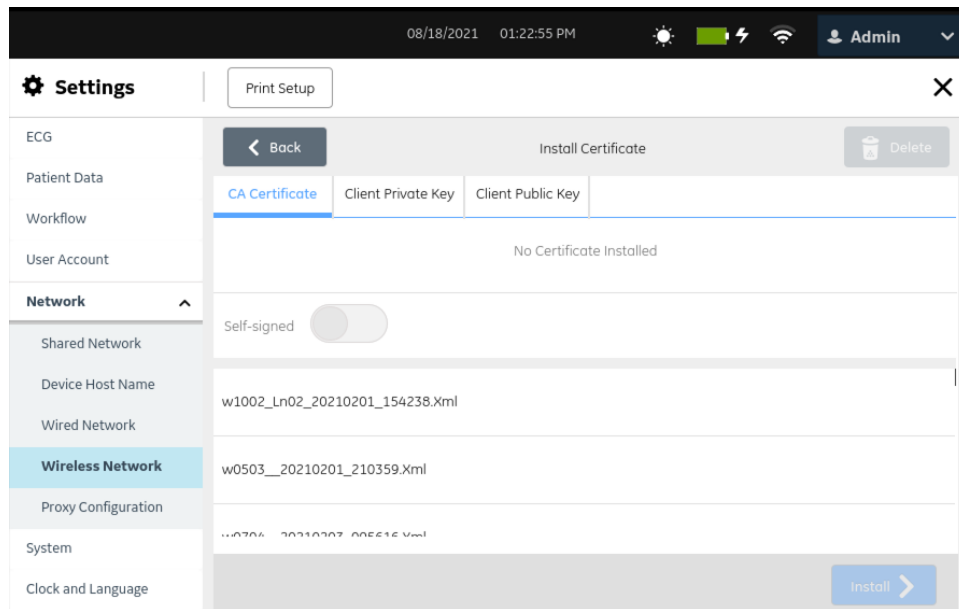 08/18/2021 01:22:55 PM Admin
Settings Print Setup
ECG
Patient Data
Workflow
User Account
Network
Shared Network
Device Host Name
Wired Network
Wireless Network
Proxy Configuration
System
Clock and Language
Back Install Certificate Delete
CA Certificate Client Private Key Client Public Key
No Certificate Installed
Self-signed
w1002_Ln02_20210201_154238.Xml
w0503__20210201_210359.Xml
Install